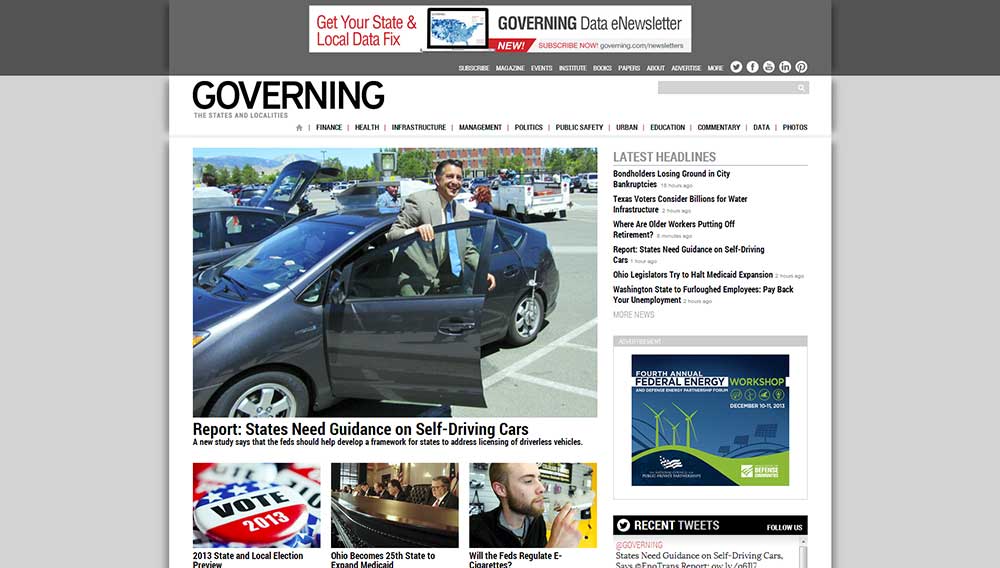 Get Your State &
Local Data Fix
GOVERNING Data eNewsletter
NEW! SUBSCRIBE NOW! governing.com/newsletters
SUBSCRIBE MAGAZINE EVENTS INSTITUTE BOOKS PAPERS ABOUT ADVERTISE MORE
GOVERNING
THE STATES AND LOCALITIES
FINANCE | HEALTH | INFRASTRUCTURE | MANAGEMENT | POLITICS | PUBLIC SAFETY | URBAN | EDUCATION | COMMENTARY | DATA | PHOTOS
Report: States Need Guidance on Self-Driving Cars
A new study says that the feds should help develop a framework for states to address licensing of driverless vehicles.
VOTE
2013
2013 State and Local Election
Preview
Ohio Becomes 25th State to
Expand Medicaid
Will the Feds Regulate E-
Cigarettes?
LATEST HEADLINES
Bondholders Losing Ground in City
Bankruptcies 18 hours ago
Texas Voters Consider Billions for Water
Infrastructure 2 hours ago
Where Are Older Workers Putting Off
Retirement? minutes ago
Report: States Need Guidance on Self-Driving
Cars 1 hour ago
Ohio Legislators Try to Halt Medicaid Expansion 2 hours ago
Washington State to Furloughed Employees: Pay Back
Your Unemployment 2 hours ago
MORE NEWS
ADVERTISEMENT
FOURTH ANNUAL
FEDERAL ENERGY WORKSHOP
AND DEFENSE ENERGY PARTNERSHIP FORUM
DECEMBER 10-11, 2013
PUBLIC-PRIVATE PARTNERSHIPS
DEFENSE
COMMUNITIES
RECENT TWEETS FOLLOW US
@GOVERNING
States Need Guidance on Self-Driving Cars,
Says @EnoTrans Report: